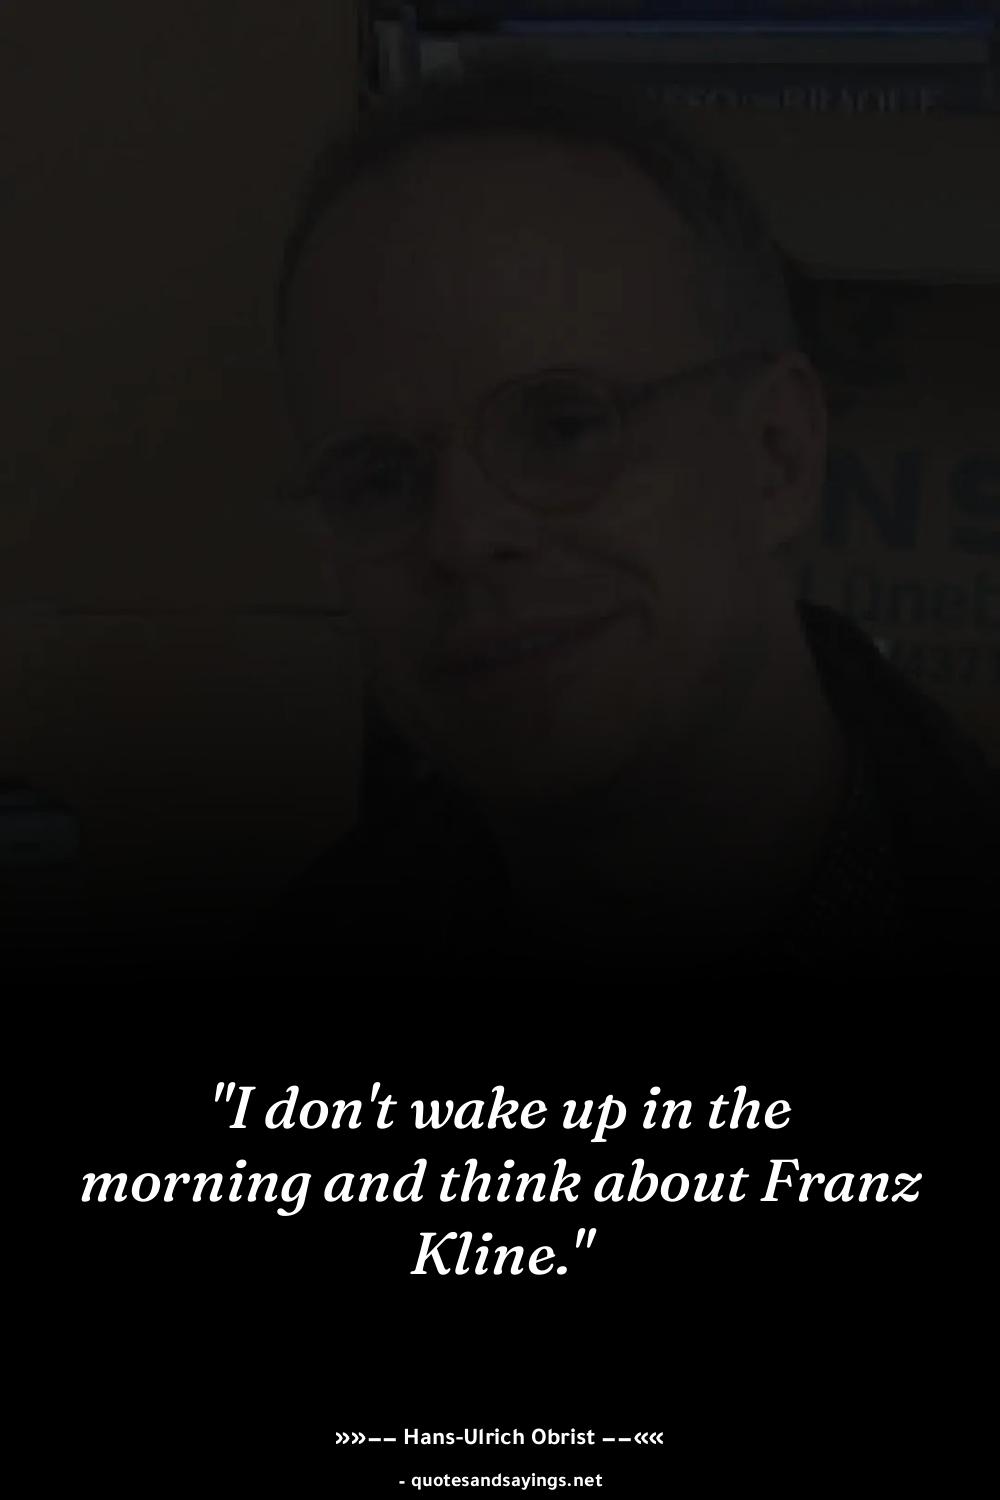 "I don't wake up in the
morning and think about Franz
Kline."
»»—— Hans-Ulrich Obrist ——««
- quotesandsayings.net